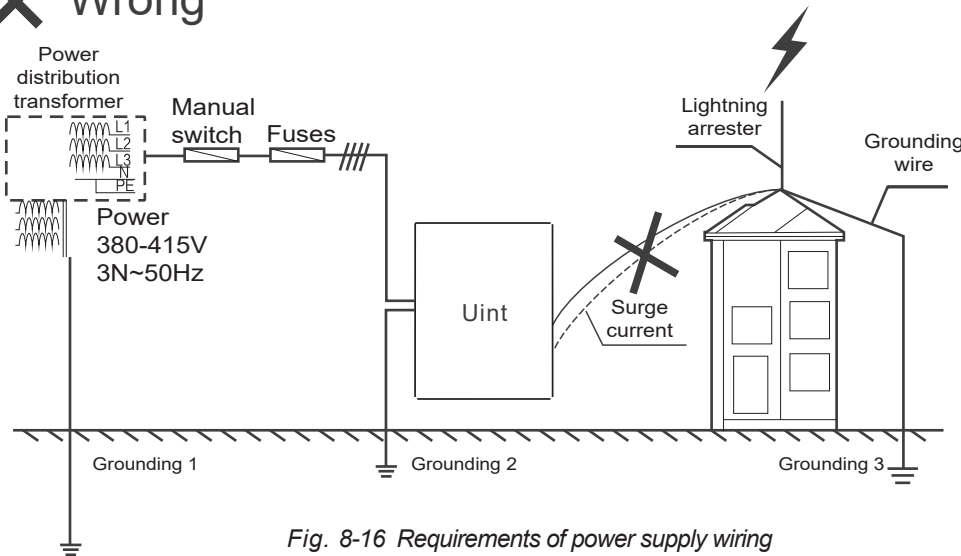 Wrong
Power
distribution
transformer
L1
L2
L3
N
PE
Manual
switch
Fuses
Power
380-415V
3N~50Hz
Uint
Lightning
arrester
Grounding
wire
Surge
current
Grounding 1
Grounding 2
Grounding 3
Fig. 8-16 Requirements of power supply wiring